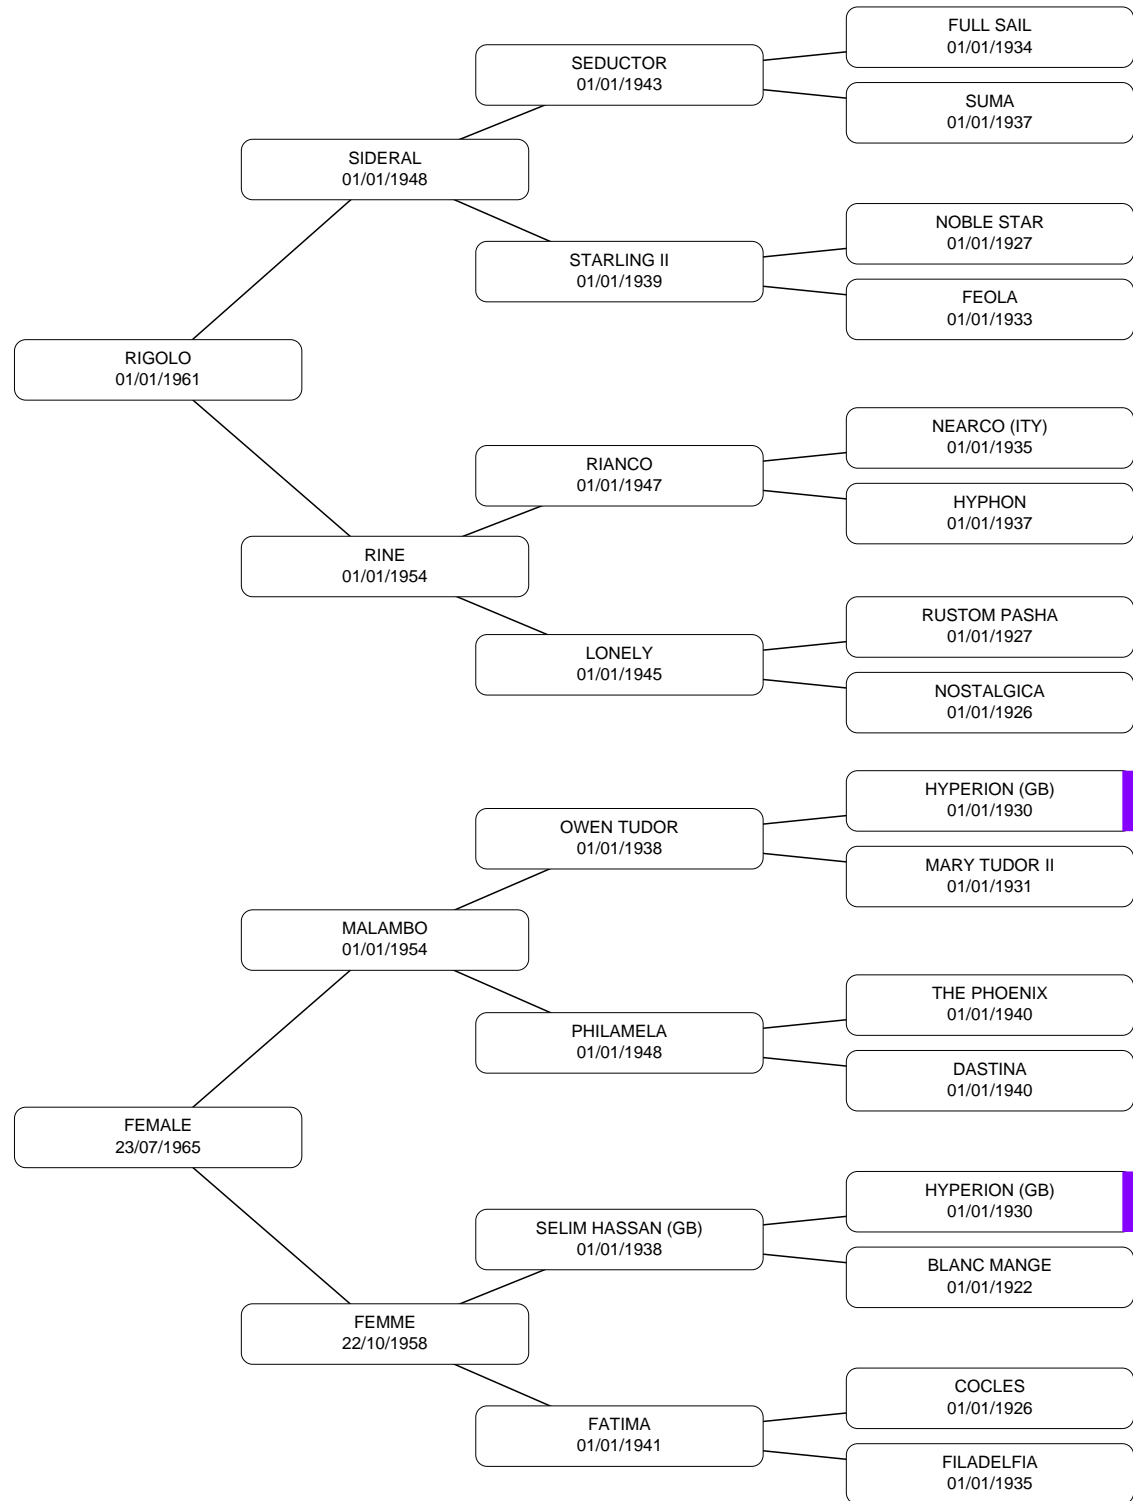 FULL SAIL
01/01/1934
SEDUCTOR
01/01/1943
SUMA
01/01/1937
SIDERAL
01/01/1948
NOBLE STAR
01/01/1927
STARLING II
01/01/1939
FEOLA
01/01/1933
RIGOLO
01/01/1961
NEARCO (ITY)
01/01/1935
RIANCO
01/01/1947
HYPHON
01/01/1937
RINE
01/01/1954
RUSTOM PASHA
01/01/1927
LONELY
01/01/1945
NOSTALGICA
01/01/1926
HYPERION (GB)
01/01/1930
OWEN TUDOR
01/01/1938
MARY TUDOR II
01/01/1931
MALAMBO
01/01/1954
THE PHOENIX
01/01/1940
PHILAMELA
01/01/1948
DASTINA
01/01/1940
FEMALE
23/07/1965
HYPERION (GB)
01/01/1930
SELIM HASSAN (GB)
01/01/1938
BLANC MANGE
01/01/1922
FEMME
22/10/1958
COCLES
01/01/1926
FATIMA
01/01/1941
FILADELFIA
01/01/1935